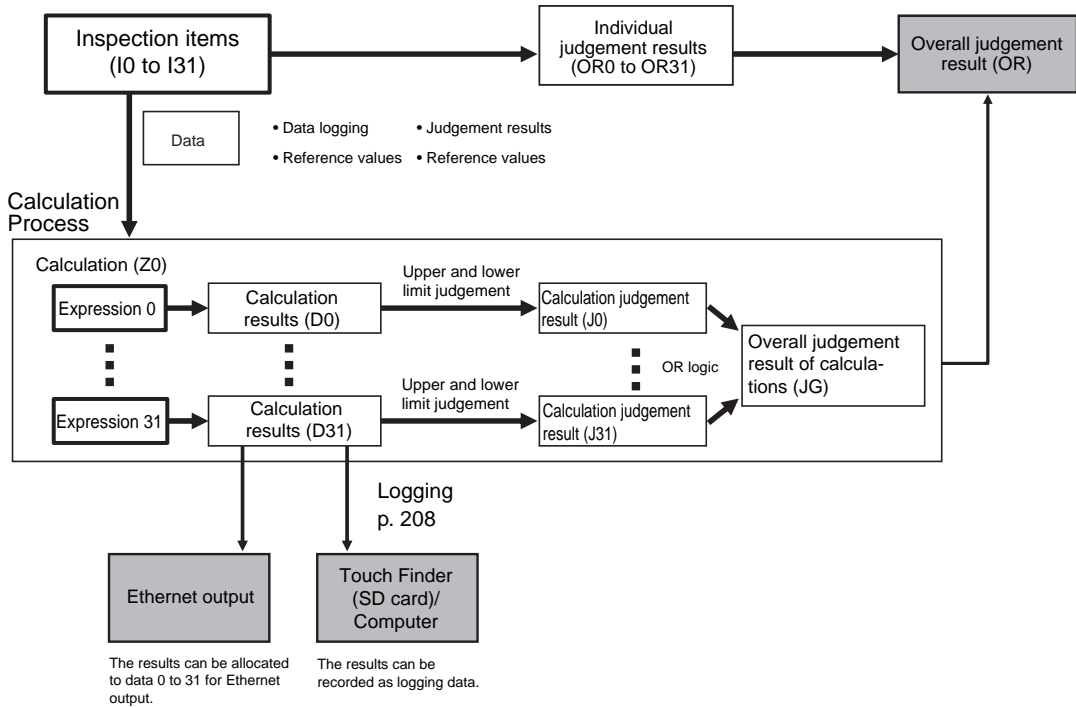 Inspection items
(I0 to I31)
Individual
judgement results
(OR0 to OR31)
Overall judgement
result (OR)
Data
• Data logging
• Judgement results
• Reference values
• Reference values
Calculation
Process
Calculation (Z0)
Expression 0
Calculation
results (D0)
Upper and lower
limit judgement
Calculation judgement
result (J0)
OR logic
Overall judgement
result of calcula-
tions (JG)
Expression 31
Calculation
results (D31)
Upper and lower
limit judgement
Calculation judgement
result (J31)
Logging
p. 208
Ethernet output
Touch Finder
(SD card)/
Computer
The results can be allocated
to data 0 to 31 for Ethernet
output.
The results can be
recorded as logging data.